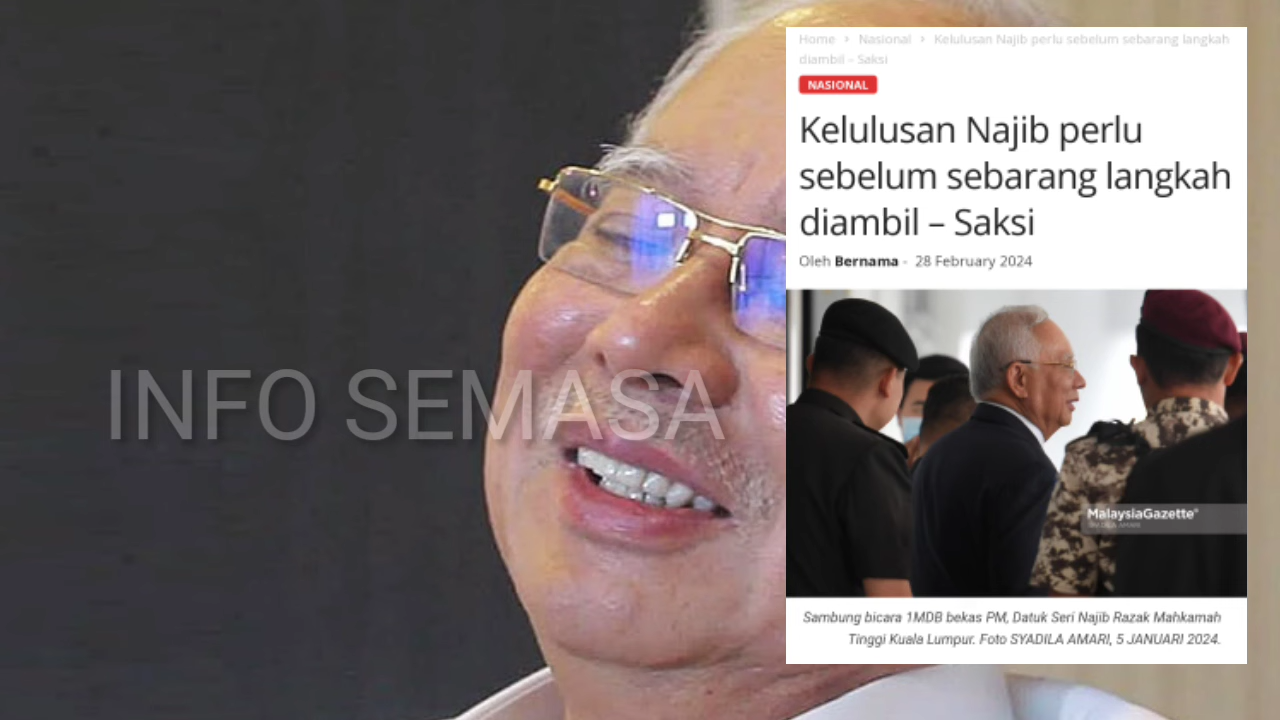 INFO SEMASA
Home › Nasional › Kelulusan Najib perlu sebelum sebarang langkah
diambil – Saksi
NASIONAL
Kelulusan Najib perlu
sebelum sebarang langkah
diambil – Saksi
Oleh Bernama - 28 February 2024
MalaysiaGazette
SYADILA AMARI
Sambung bicara 1MDB bekas PM, Datuk Seri Najib Razak Mahkamah
Tinggi Kuala Lumpur. Foto SYADILA AMARI, 5 JANUARI 2024.